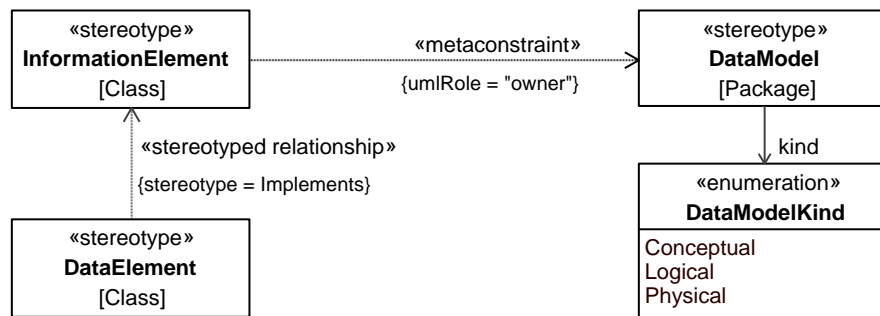 «stereotype»
InformationElement
[Class]
«metaconstraint»
{umlRole = "owner"}
«stereotype»
DataModel
[Package]
«stereotyped relationship»
{stereotype = Implements}
kind
«stereotype»
DataElement
[Class]
«enumeration»
DataModelKind
Conceptual
Logical
Physical